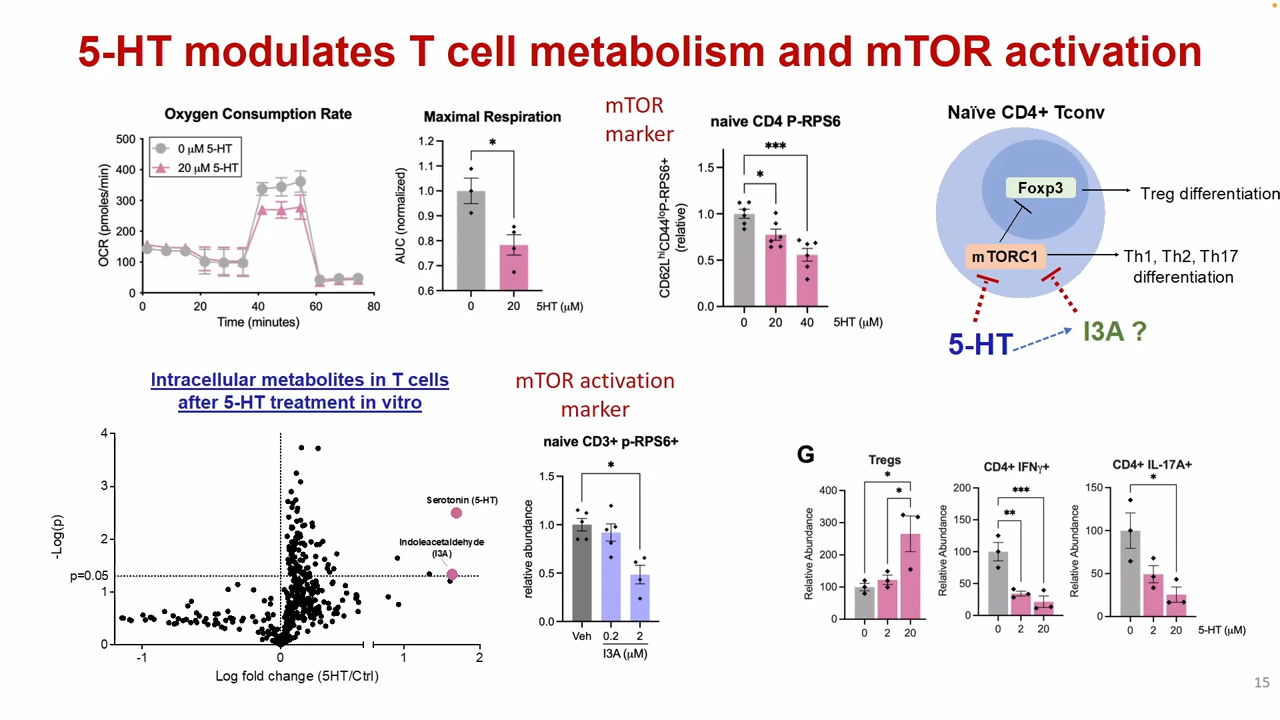 5-HT modulates T cell metabolism and mTOR activation
Oxygen Consumption Rate
OCR (pmoles/min)
500
400
300
200
100
0
0 μM 5-HT
20 μM 5-HT
0
20
40
60
80
Time (minutes)
Maximal Respiration
AUC (normalized)
1.2
1.1
1.0
0.9
0.8
0.7
0.6
*
0
20
5HT (μM)
mTOR
marker
naive CD4 P-RPS6
CD62LhiCD44loP-RPS6+
(relative)
1.5
1.0
0.5
0.0
***
*
0
20
40
5HT (μM)
Naïve CD4+ Tconv
Foxp3
Treg differentiation
mTORC1
Th1, Th2, Th17
differentiation
5-HT
I3A ?
Intracellular metabolites in T cells
after 5-HT treatment in vitro
-Log(p)
4
3
2
p=0.05
1
0
Serotonin (5-HT)
Indoleacetaldehyde
(I3A)
-1
0
1
2
Log fold change (5HT/Ctrl)
mTOR activation
marker
naive CD3+ p-RPS6+
relative abundance
1.5
1.0
0.5
0.0
*
Veh
0.2
2
I3A (μM)
G
Tregs
Relative Abundance
400
300
200
100
0
*
*
0
2
20
CD4+ IFNγ+
Relative Abundance
200
150
100
50
0
***
**
0
2
20
CD4+ IL-17A+
Relative Abundance
150
100
50
0
*
0
2
20
5-HT (μM)
15